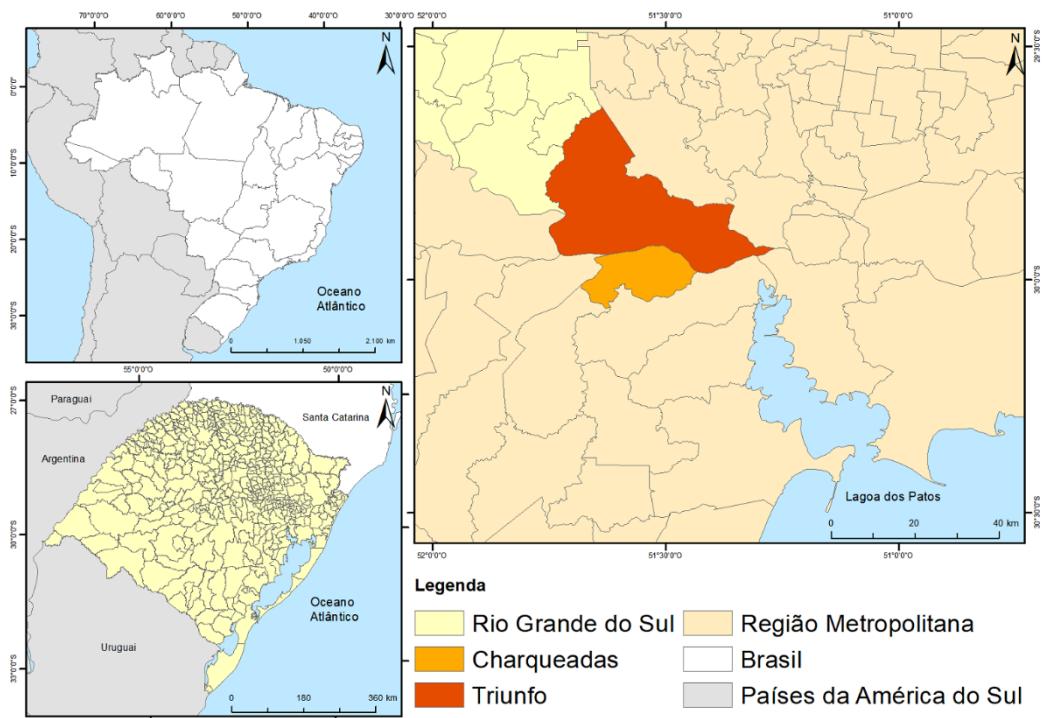 70°0'0"O 60°0'0"O 50°0'0"O 40°0'0"O 30°0'0"O
N
0°0'0"
10°0'0"S
20°0'0"S
30°0'0"S
Oceano
Atlântico
0 1.050 2.100 km
52°0'0"O 51°30'0"O 51°0'0"O
N
29°30'0"S
30°0'0"S
30°30'0"S
Lagoa dos Patos
0 20 40 km
52°0'0"O 51°30'0"O 51°0'0"O
55°0'0"O 50°0'0"O
N
27°0'0"S
30°0'0"S
33°0'0"S
Paraguai
Santa Catarina
Argentina
Oceano
Atlântico
Uruguai
0 180 360 km
Legenda
Rio Grande do Sul
Charqueadas
Triunfo
Região Metropolitana
Brasil
Países da América do Sul